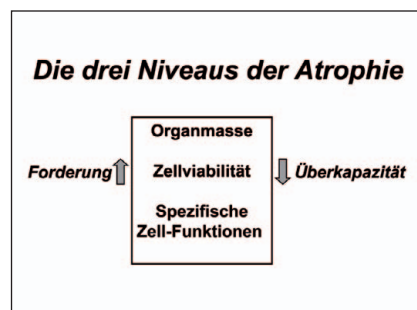 Die drei Niveaus der Atrophie
Organmasse
Forderung
Zellviabilität
Überkapazität
Spezifische
Zell-Funktionen